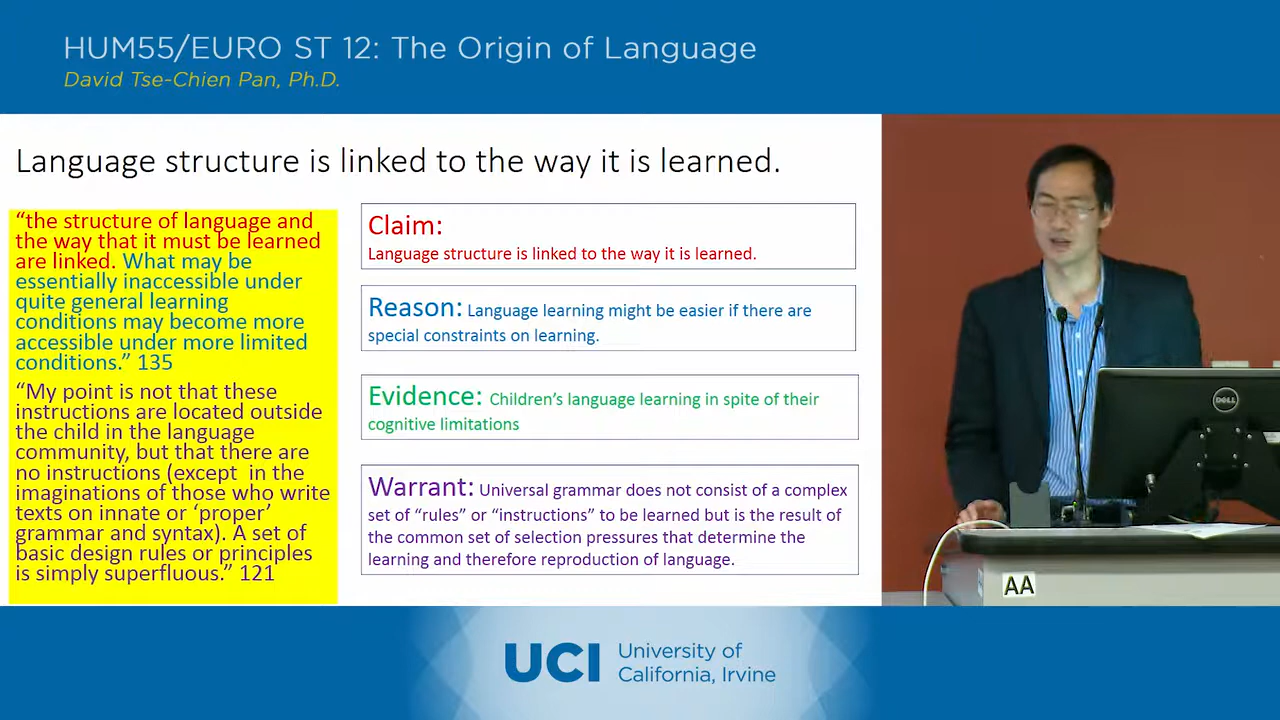 HUM55/EURO ST 12: The Origin of Language
David Tse-Chien Pan, Ph.D.
Language structure is linked to the way it is learned.
“the structure of language and
the way that it must be learned
are linked. What may be
essentially inaccessible under
quite general learning
conditions may become more
accessible under more limited
conditions.” 135
“My point is not that these
instructions are located outside
the child in the language
community, but that there are
no instructions (except in the
imaginations of those who write
texts on innate or ‘proper’
grammar and syntax). A set of
basic design rules or principles
is simply superfluous.” 121
Claim:
Language structure is linked to the way it is learned.
Reason: Language learning might be easier if there are
special constraints on learning.
Evidence: Children’s language learning in spite of their
cognitive limitations
Warrant: Universal grammar does not consist of a complex
set of “rules” or “instructions” to be learned but is the result of
the common set of selection pressures that determine the
learning and therefore reproduction of language.
DELL
AA
UCI University of
California, Irvine